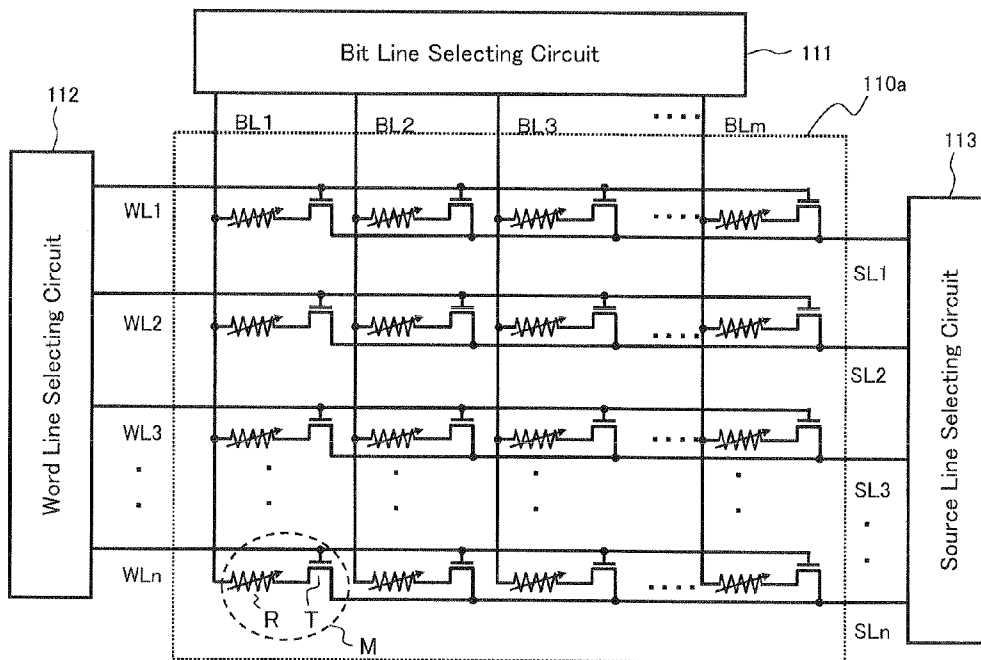 Bit Line Selecting Circuit
111
110a
112
BL1
BL2
BL3
BLm
113
WL1
SL1
WL2
SL2
WL3
SL3
WLn
SLn
R
T
M
Word Line Selecting Circuit
Source Line Selecting Circuit